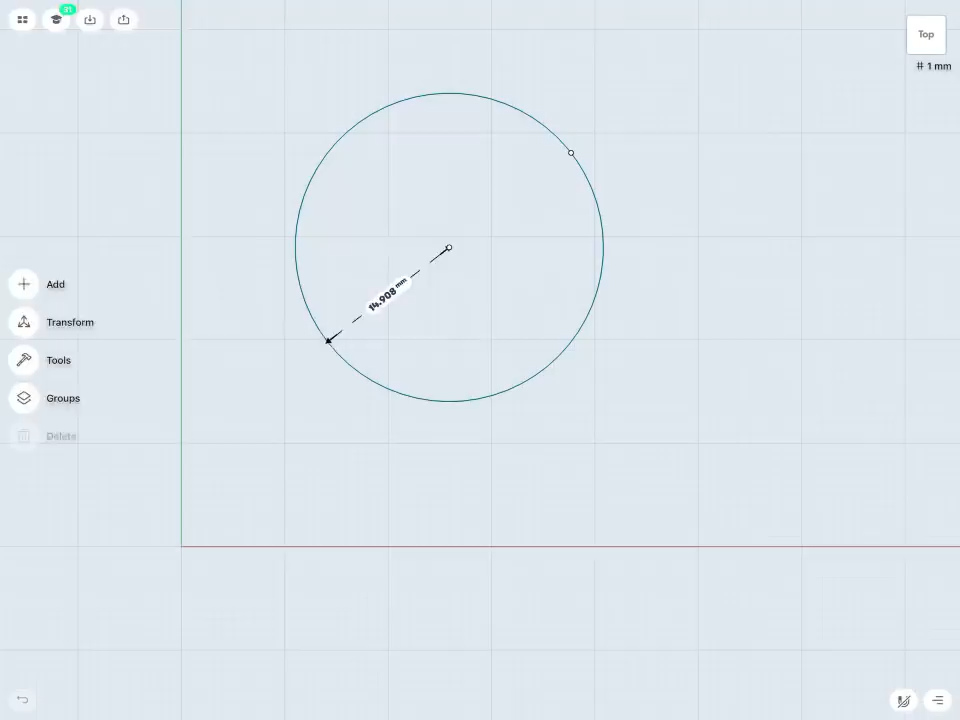 21
Top
1 mm
14.908 mm
Add
Transform
Tools
Groups
Delete